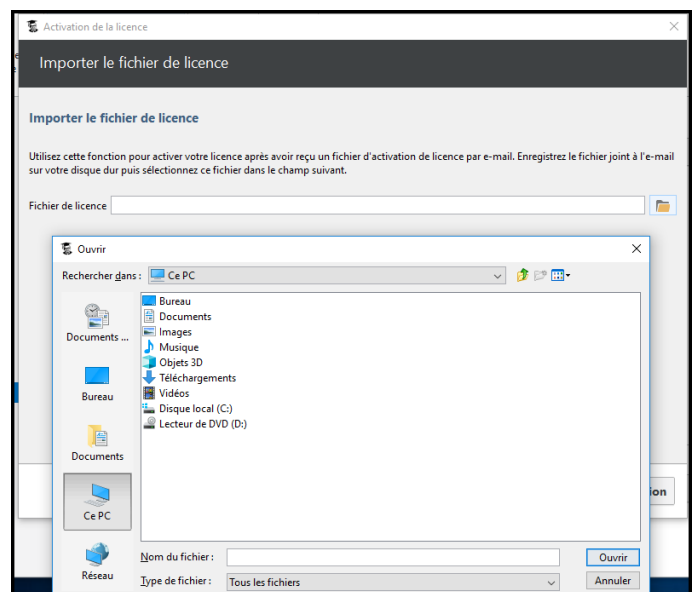 Activation de la licence
Importer le fichier de licence
Importer le fichier de licence
Utilisez cette fonction pour activer votre licence après avoir reçu un fichier d'activation de licence par e-mail. Enregistrez le fichier joint à l'e-mail
sur votre disque dur puis sélectionnez ce fichier dans le champ suivant.
Fichier de licence
Ouvrir
Rechercher dans :
Ce PC
Documents ...
Bureau
Documents
Ce PC
Réseau
Bureau
Documents
Images
Musique
Objets 3D
Téléchargements
Vidéos
Disque local (C:)
Lecteur de DVD (D:)
ion
Nom du fichier :
Ouvrir
Type de fichier :
Tous les fichiers
Annuler